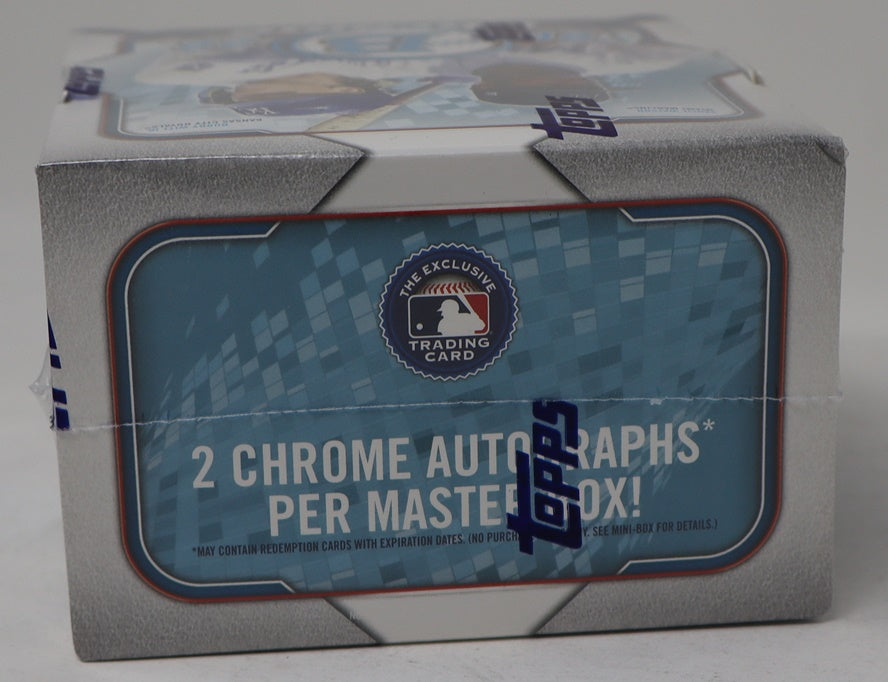 Topps
Topps
THE EXCLUSIVE
TRADING
CARD
2 CHROME AUTOGRAPHS*
PER MASTER BOX!
Topps
*MAY CONTAIN REDEMPTION CARDS WITH EXPIRATION DATES. (NO PURCH Y. SEE MINI-BOX FOR DETAILS.)